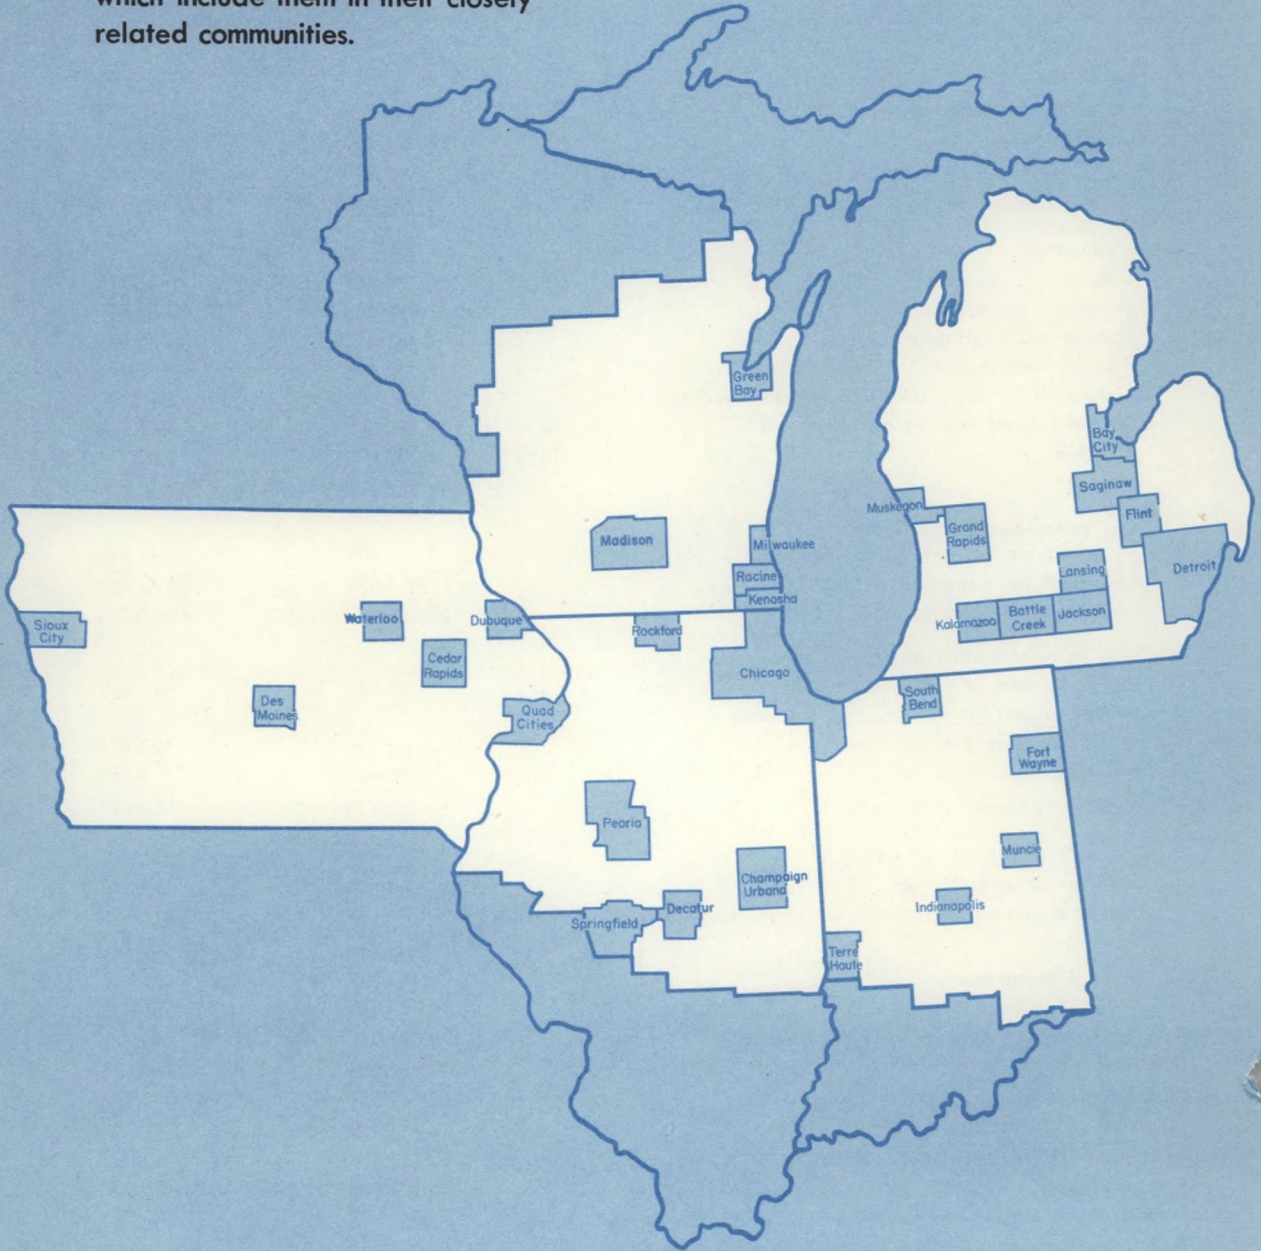 which include them in their closely
related communities.
Green
Bay
Bay
City
Saginaw
Muskegon
Grand
Rapids
Flint
Madison
Milwaukee
Detroit
Lansing
Racine
Kenosha
Kalamazoo
Battle
Creek
Jackson
Sioux
City
Waterloo
Dubuque
Rockford
Cedar
Rapids
Chicago
South
Bend
Des
Moines
Quad
Cities
Fort
Wayne
Peoria
Muncie
Champaign
Urbana
Decatur
Indianapolis
Springfield
Terre
Haute